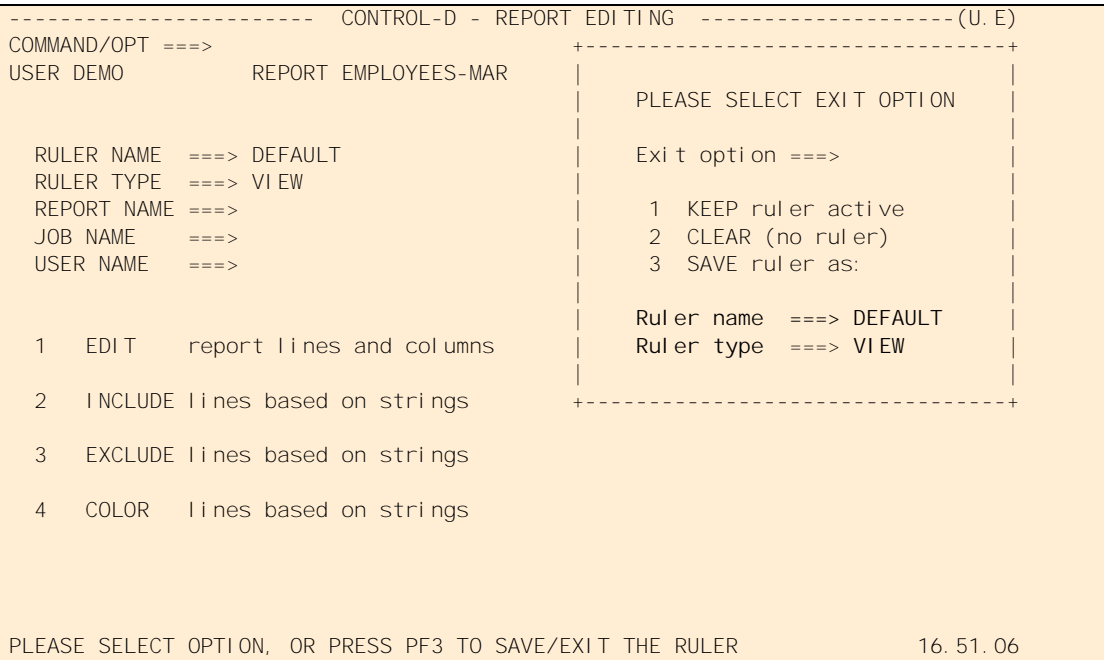 ------------------------ CONTROL-D - REPORT EDITING --------------------(U.E)
COMMAND/OPT ===>                            +---------------------------------+
USER DEMO          REPORT EMPLOYEES-MAR     |                                 |
                                            |    PLEASE SELECT EXIT OPTION    |
                                            |                                 |
  RULER NAME  ===> DEFAULT                  |    Exit option ===>             |
  RULER TYPE  ===> VIEW                     |                                 |
  REPORT NAME ===>                          |     1  KEEP ruler active        |
  JOB NAME    ===>                          |     2  CLEAR (no ruler)         |
  USER NAME   ===>                          |     3  SAVE ruler as:           |
                                            |                                 |
                                            |    Ruler name  ===> DEFAULT     |
  1   EDIT    report lines and columns      |    Ruler type  ===> VIEW        |
                                            |                                 |
  2   INCLUDE lines based on strings        +---------------------------------+
  3   EXCLUDE lines based on strings
  4   COLOR   lines based on strings
PLEASE SELECT OPTION, OR PRESS PF3 TO SAVE/EXIT THE RULER              16.51.06